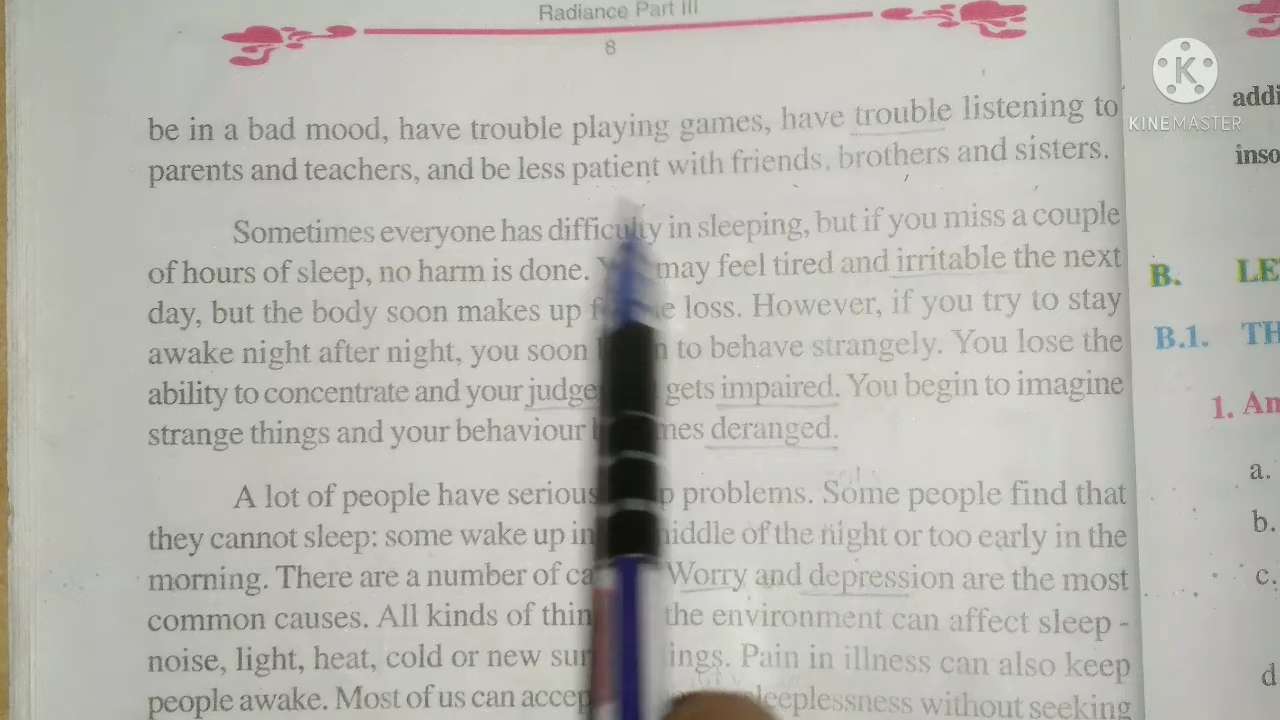 Radiance Part III
8
be in a bad mood, have trouble playing games, have trouble listening to
parents and teachers, and be less patient with friends, brothers and sisters.
Sometimes everyone has difficulty in sleeping, but if you miss a couple
of hours of sleep, no harm is done. may feel tired and irritable the next
day, but the body soon makes up loss. However, if you try to stay
awake night after night, you soon to behave strangely. You lose the
ability to concentrate and your gets impaired. You begin to imagine
strange things and your behaviour deranged.
A lot of people have serious problems. Some people find that
they cannot sleep: some wake up in middle of the night or too early in the
morning. There are a number of Worry and depression are the most
common causes. All kinds of the environment can affect sleep -
noise, light, heat, cold or new Pain in illness can also keep
people awake. Most of us can sleeplessness without seeking
KINEMASTER
B.
B.1.
1.
a.
b.
c.
d